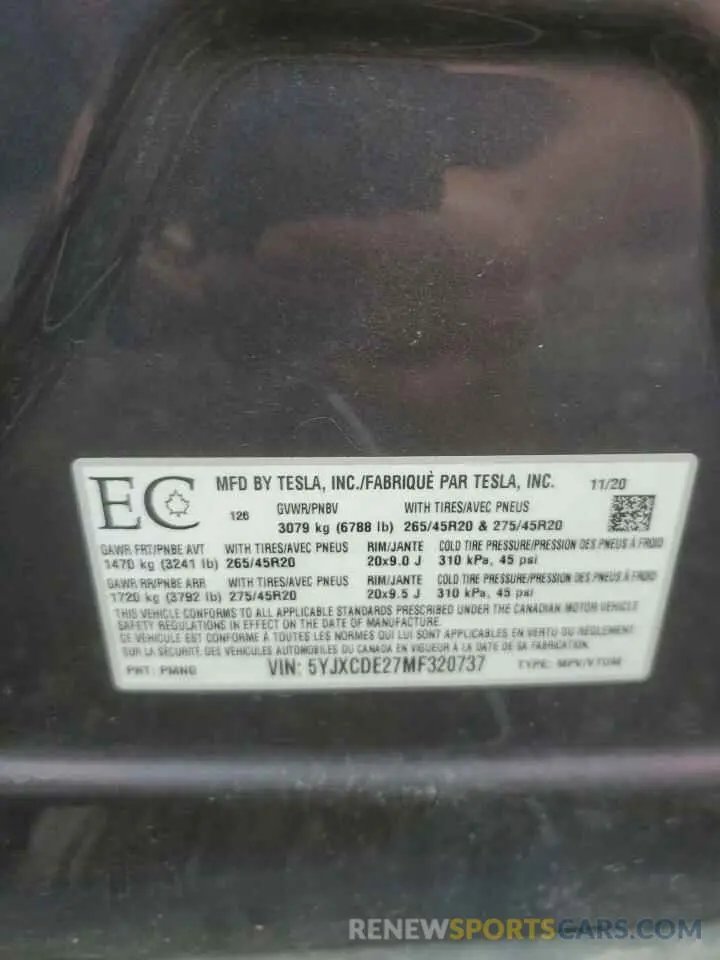 EC MFD BY TESLA, INC./FABRIQUÈ PAR TESLA, INC. 11/20
126 GVWR/PNBV WITH TIRES/AVEC PNEUS
3079 kg (6788 lb) 265/45R20 & 275/45R20
GAWR FRT/PNBE AVT WITH TIRES/AVEC PNEUS RIM/JANTE COLD TIRE PRESSURE/PRESSION DES PNEUS À FROID
1470 kg (3241 lb) 265/45R20 20x9.0 J 310 kPa, 45 psi
GAWR RR/PNBE ARR WITH TIRES/AVEC PNEUS RIM/JANTE COLD TIRE PRESSURE/PRESSION DES PNEUS À FROID
1720 kg (3792 lb) 275/45R20 20x9.5 J 310 kPa, 45 psi
THIS VEHICLE CONFORMS TO ALL APPLICABLE STANDARDS PRESCRIBED UNDER THE CANADIAN MOTOR VEHICLE
SAFETY REGULATIONS IN EFFECT ON THE DATE OF MANUFACTURE.
CE VÉHICULE EST CONFORME À TOUTES LES NORMES QUI LUI SONT APPLICABLES EN VERTU DU RÈGLEMENT
SUR LA SÉCURITÉ DES VÉHICULES AUTOMOBILES DU CANADA EN VIGUEUR À LA DATE DE SA FABRICATION.
PNT: PMNG VIN: 5YJXCDE27MF320737 TYPE: MPV/VTUM
RENEWSPORTSCARS.COM